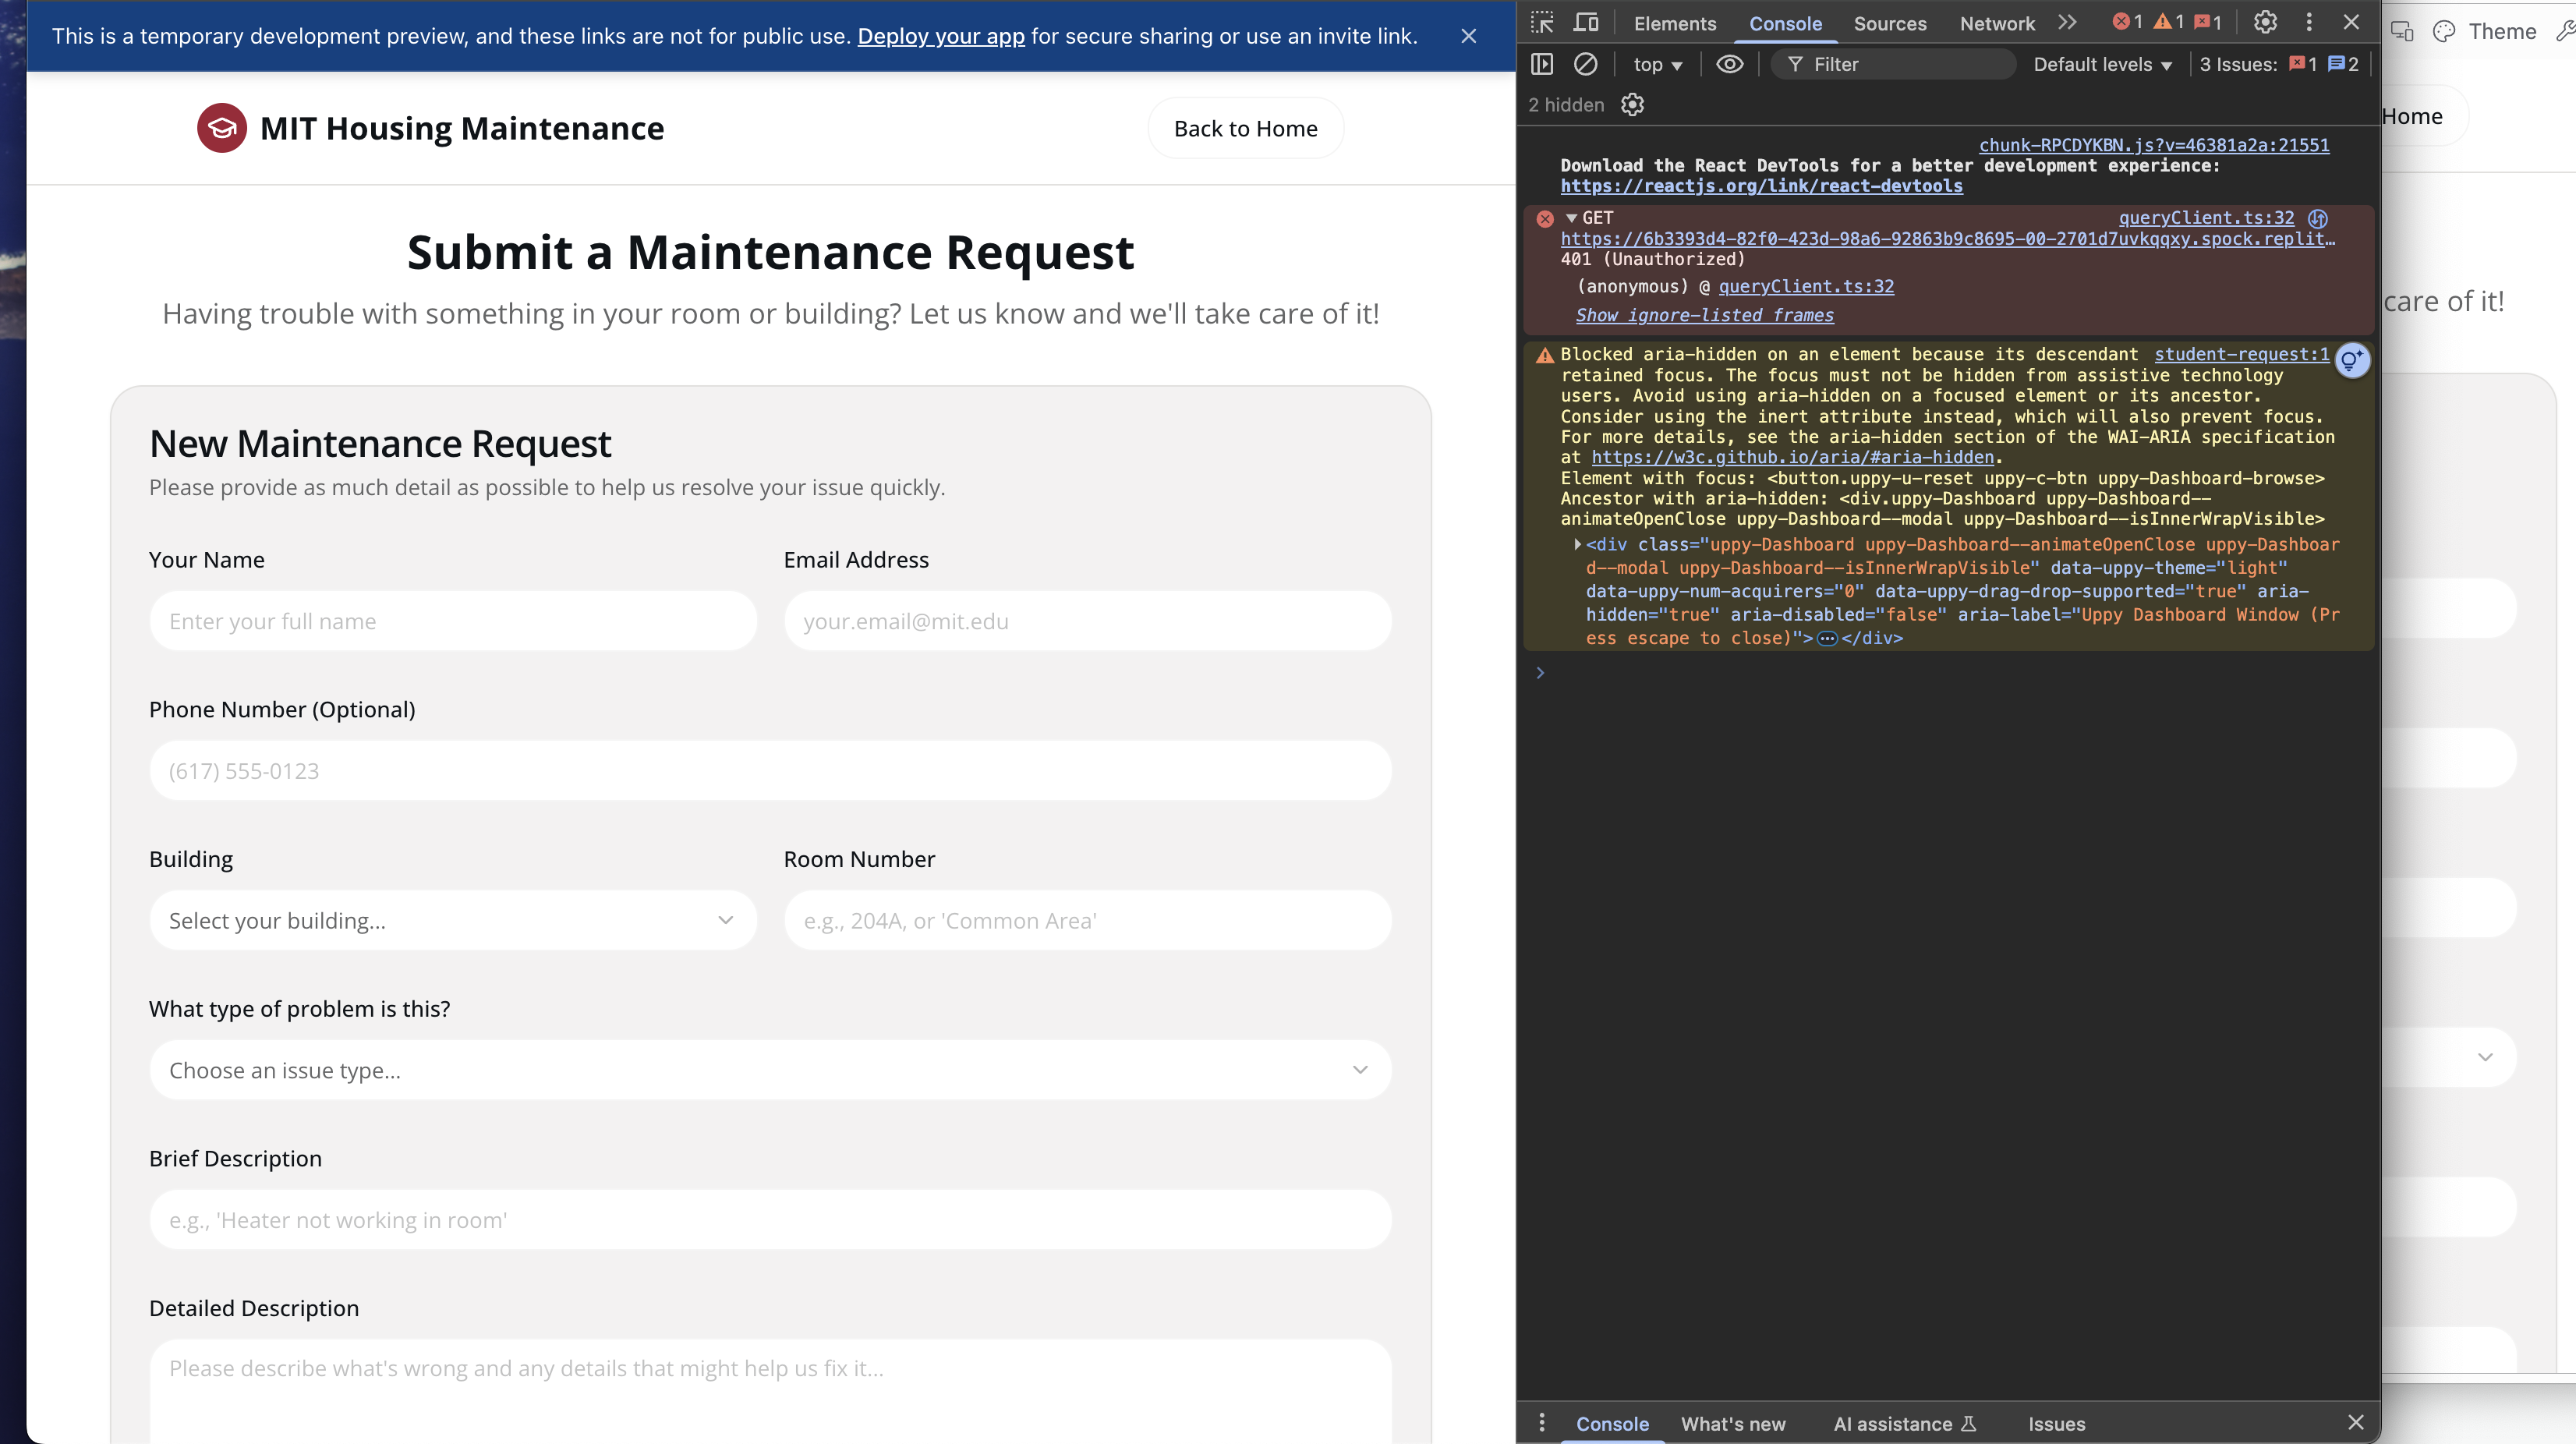 This is a temporary development preview, and these links are not for public use. Deploy your app for secure sharing or use an invite link.
MIT Housing Maintenance
Back to Home
Submit a Maintenance Request
Having trouble with something in your room or building? Let us know and we'll take care of it!
New Maintenance Request
Please provide as much detail as possible to help us resolve your issue quickly.
Your Name
Email Address
Enter your full name
your.email@mit.edu
Phone Number (Optional)
(617) 555-0123
Building
Room Number
Select your building...
e.g., 204A, or 'Common Area'
What type of problem is this?
Choose an issue type...
Brief Description
e.g., 'Heater not working in room'
Detailed Description
Please describe what's wrong and any details that might help us fix it...
Elements Console Sources Network 1 1 1
top Filter Default levels 3 Issues: 1 2
2 hidden
chunk-RPCDYKBN.js?v=46381a2a:21551
Download the React DevTools for a better development experience:
https://reactjs.org/link/react-devtools
GET queryClient.ts:32
https://6b3393d4-82f0-423d-98a6-92863b9c8695-00-2701d7uvkqqxy.spock.replit…
401 (Unauthorized)
(anonymous) @ queryClient.ts:32
Show ignore-listed frames
Blocked aria-hidden on an element because its descendant student-request:1
retained focus. The focus must not be hidden from assistive technology
users. Avoid using aria-hidden on a focused element or its ancestor.
Consider using the inert attribute instead, which will also prevent focus.
For more details, see the aria-hidden section of the WAI-ARIA specification
at https://w3c.github.io/aria/#aria-hidden.
Element with focus: <button.uppy-u-reset uppy-c-btn uppy-Dashboard-browse>
Ancestor with aria-hidden: <div.uppy-Dashboard uppy-Dashboard--
animateOpenClose uppy-Dashboard--modal uppy-Dashboard--isInnerWrapVisible>
<div class="uppy-Dashboard uppy-Dashboard--animateOpenClose uppy-Dashboar
d--modal uppy-Dashboard--isInnerWrapVisible" data-uppy-theme="light"
data-uppy-num-acquirers="0" data-uppy-drag-drop-supported="true" aria-
hidden="true" aria-disabled="false" aria-label="Uppy Dashboard Window (Pr
ess escape to close)">…</div>
Console What's new AI assistance Issues
Theme
Home
care of it!